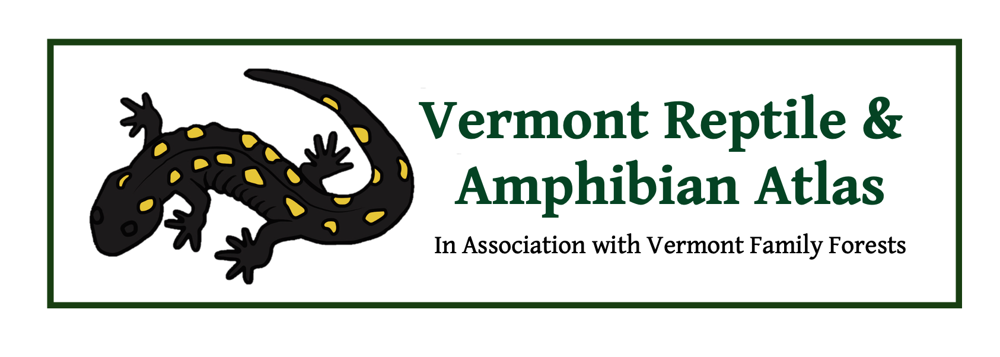 Vermont Reptile &
Amphibian Atlas
In Association with Vermont Family Forests